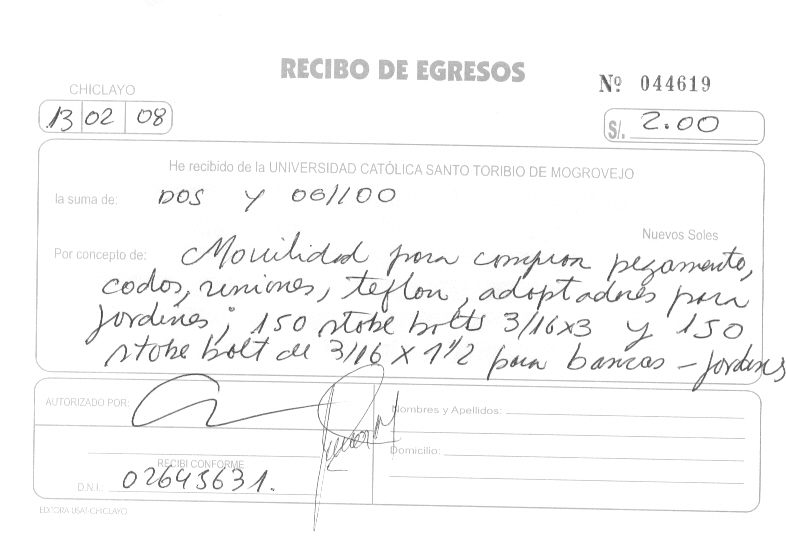 RECIBO DE EGRESOS
Nº 044619
CHICLAYO
13 02 08
S/. 2.00
He recibido de la UNIVERSIDAD CATÓLICA SANTO TORIBIO DE MOGROVEJO
la suma de: DOS Y 00/100
Nuevos Soles
Por concepto de: Movilidad para comprar pegamento,
codos, uniones, teflon, adaptadores para
jardines; 150 stobe bolts 3/16x3 y 150
stobe bolt de 3/16 x 1 1/2 para bancas - jardines
AUTORIZADO POR:
Nombres y Apellidos:
Domicilio:
RECIBI CONFORME
D.N.I. 02643631.
EDITORA USAT-CHICLAYO